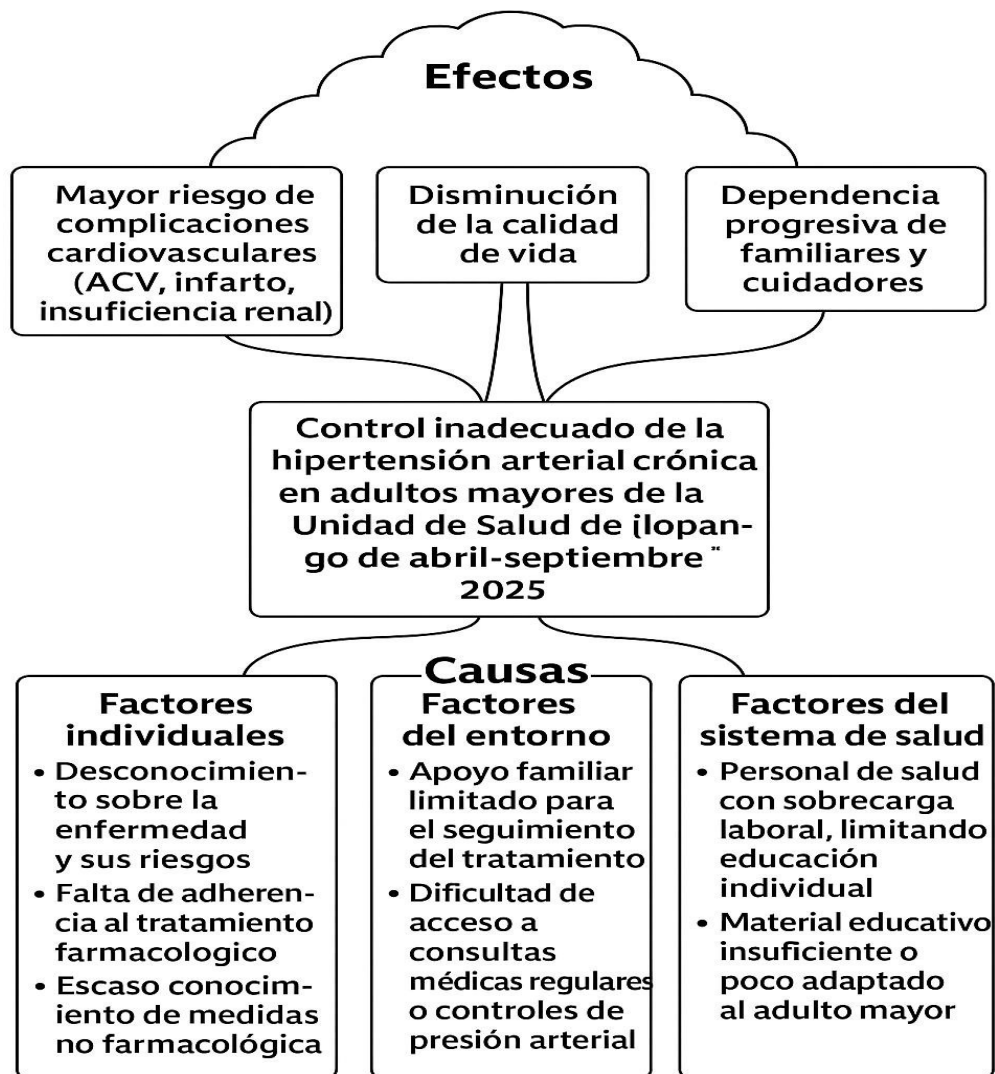 Efectos
Mayor riesgo de
complicaciones
cardiovasculares
(ACV, infarto,
insuficiencia renal)
Disminución
de la calidad
de vida
Dependencia
progresiva de
familiares y
cuidadores
Control inadecuado de la
hipertensión arterial crónica
en adultos mayores de la
Unidad de Salud de įlopan-
go de abril-septiembre ¨
2025
Causas
Factores
individuales
• Desconocimien-
to sobre la
enfermedad
y sus riesgos
• Falta de adheren-
cia al tratamiento
farmacologico
• Escaso conocim-
iento de medidas
no farmacológica
Factores
del entorno
• Apoyo familiar
limitado para
el seguimiento
del tratamiento
• Dificultad de
acceso a
consultas
médicas regulares
o controles de
presión arterial
Factores del
sistema de salud
• Personal de salud
con sobrecarga
laboral, limitando
educación
individual
• Material educativo
insuficiente o
poco adaptado
al adulto mayor